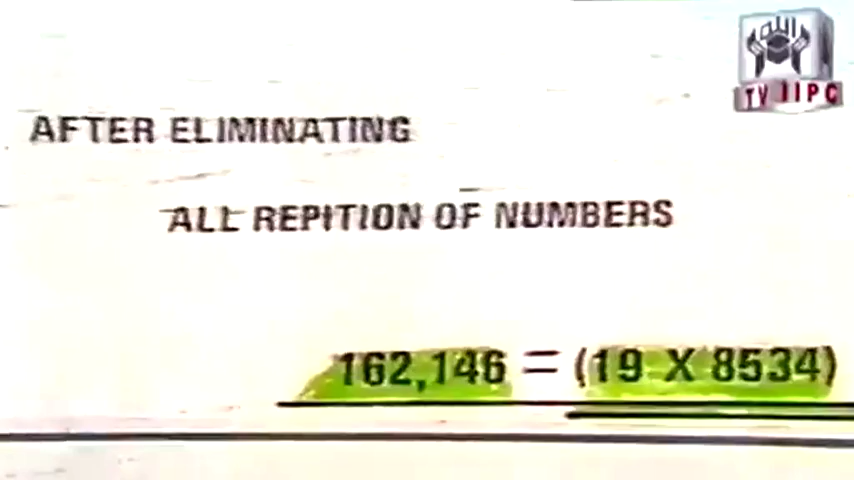 TV IIPC
AFTER ELIMINATING
ALL REPITION OF NUMBERS
162,146 = (19 X 8534)